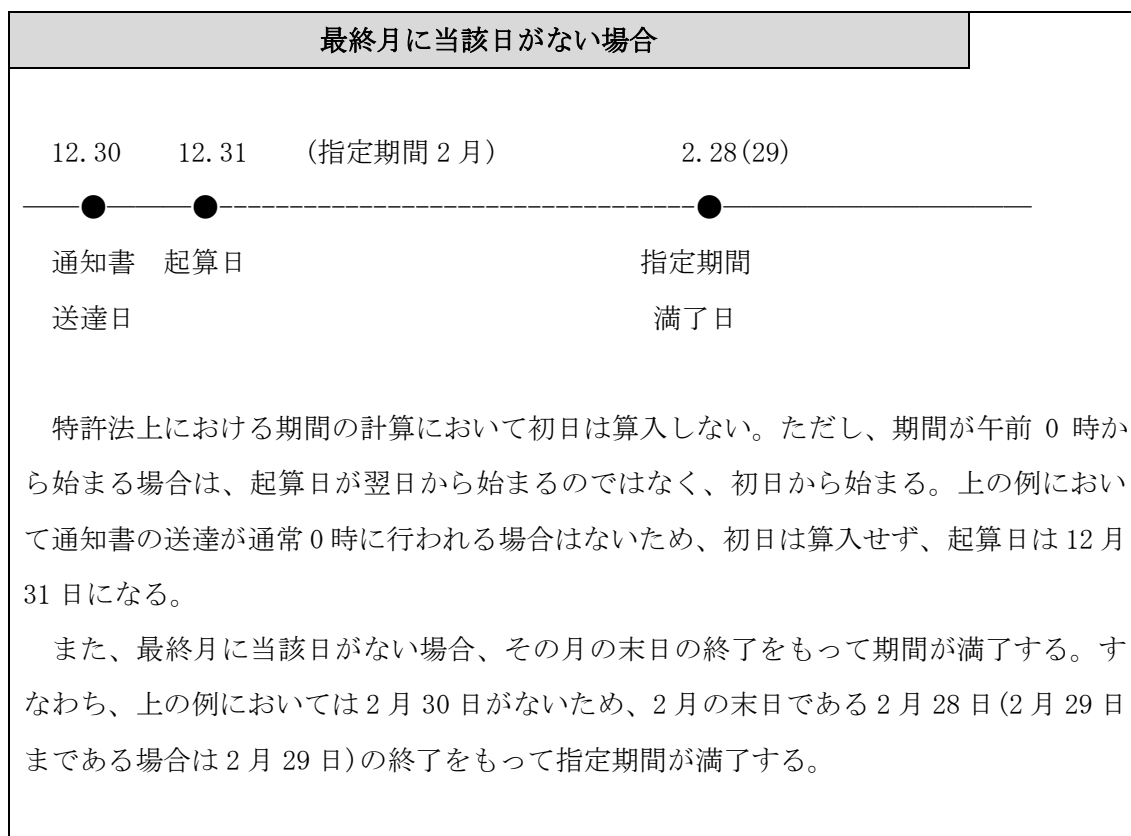 最終月に当該日がない場合
12.30 12.31 (指定期間 2 月) 2.28(29)
通知書 起算日 指定期間
送達日 満了日
特許法上における期間の計算において初日は算入しない。ただし、期間が午前 0 時か
ら始まる場合は、起算日が翌日から始まるのではなく、初日から始まる。上の例におい
て通知書の送達が通常 0 時に行われる場合はないため、初日は算入せず、起算日は 12 月
31 日になる。
また、最終月に当該日がない場合、その月の末日の終了をもって期間が満了する。す
なわち、上の例においては 2 月 30 日がないため、2 月の末日である 2 月 28 日(2 月 29 日
まである場合は 2 月 29 日)の終了をもって指定期間が満了する。